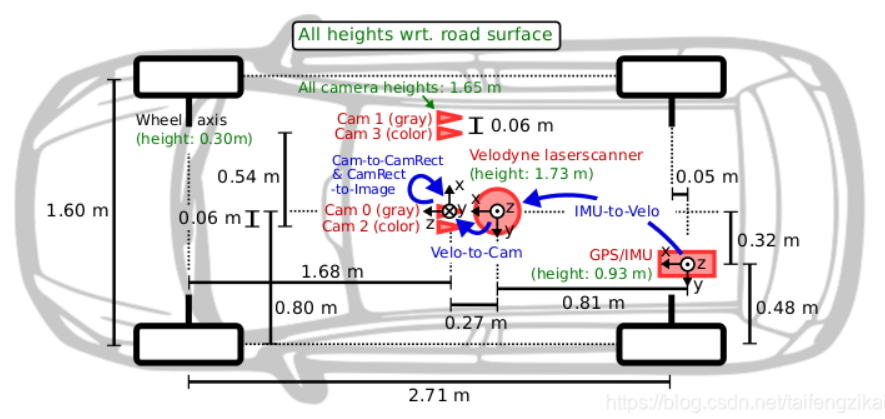 All heights wrt. road surface
All camera heights: 1.65 m
Wheel axis
(height: 0.30m)
Cam 1 (gray)
Cam 3 (color)
0.06 m
Cam-to-CamRect
& CamRect
-to-Image
Velodyne laserscanner
(height: 1.73 m)
0.54 m
0.05 m
1.60 m
0.06 m
Cam 0 (gray)
Cam 2 (color)
x
y
z
x
z
y
IMU-to-Velo
Velo-to-Cam
0.32 m
GPS/IMU
(height: 0.93 m)
x
z
y
1.68 m
0.80 m
0.27 m
0.81 m
0.48 m
2.71 m
https://blog.csdn.net/taifengzikai